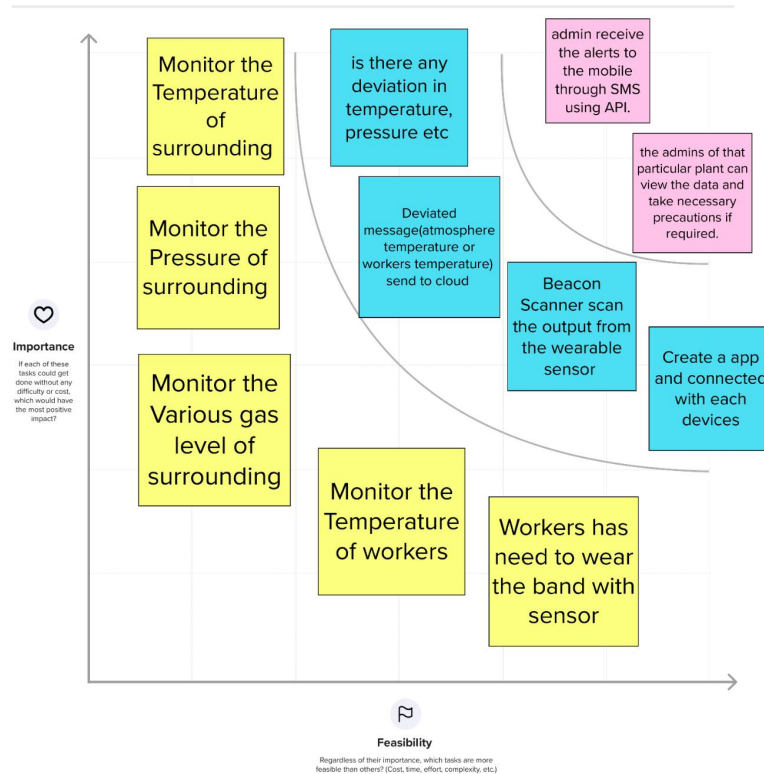 Monitor the
Temperature
of
surrounding
is there any
deviation in
temperature,
pressure etc
admin receive
the alerts to
the mobile
through SMS
using API.
the admins of that
particular plant can
view the data and
take necessary
precautions if
required.
Monitor the
Pressure of
surrounding
Deviated
message(atmosphere
temperature or
workers temperature)
send to cloud
Beacon
Scanner scan
the output from
the wearable
sensor
Create a app
and connected
with each
devices
Importance
If each of these
tasks could get
done without any
difficulty or cost,
which would have
the most positive
impact?
Monitor the
Various gas
level of
surrounding
Monitor the
Temperature
of workers
Workers has
need to wear
the band with
sensor
Feasibility
Regardless of their importance, which tasks are more
feasible than others? (Cost, time, effort, complexity, etc.)